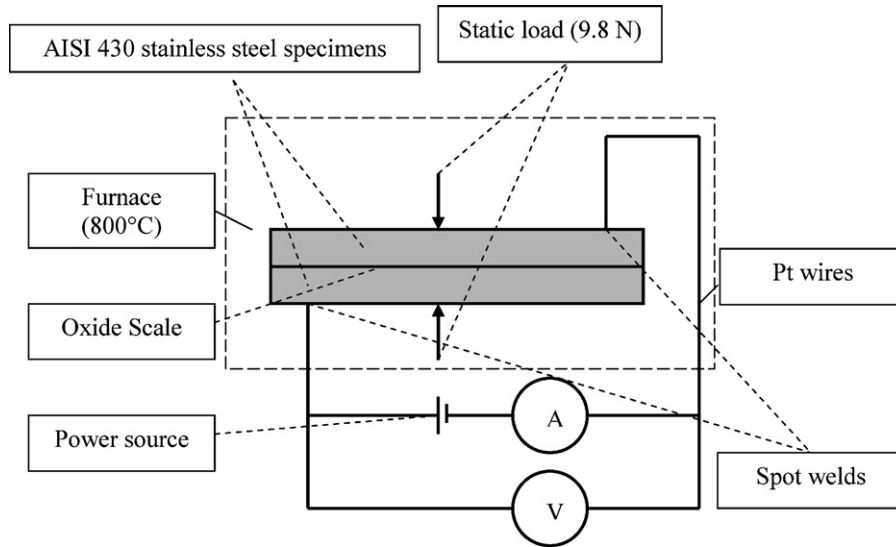 AISI 430 stainless steel specimens
Static load (9.8 N)
Furnace
(800°C)
Pt wires
Oxide Scale
Power source
A
Spot welds
V